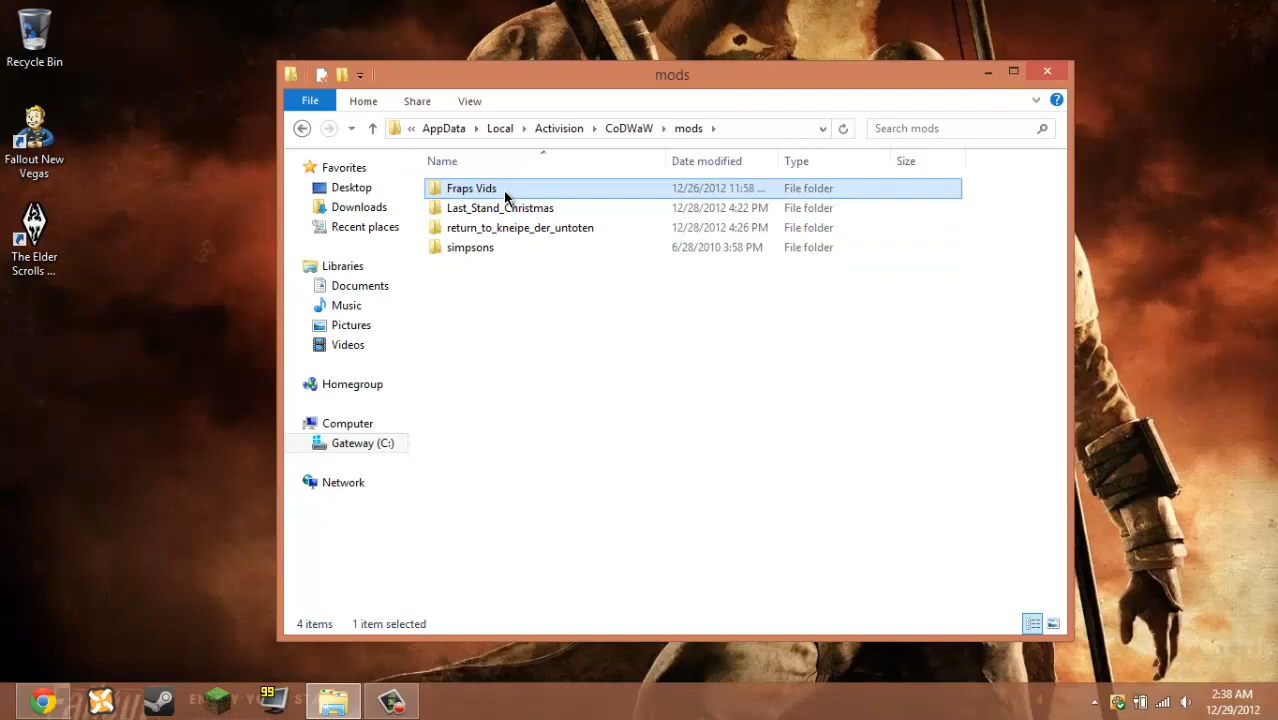 Recycle Bin
Fallout New
Vegas
The Elder
Scrolls ...
mods
File Home Share View
« AppData Local Activision CoDWaW mods
Search mods
Name Date modified Type Size
Favorites
Desktop
Downloads
Recent places
Libraries
Documents
Music
Pictures
Videos
Homegroup
Computer
Gateway (C:)
Network
Fraps Vids 12/26/2012 11:58 ... File folder
Last_Stand_Christmas 12/28/2012 4:22 PM File folder
return_to_kneipe_der_untoten 12/28/2012 4:26 PM File folder
simpsons 6/28/2010 3:58 PM File folder
4 items 1 item selected
99
2:38 AM
12/29/2012